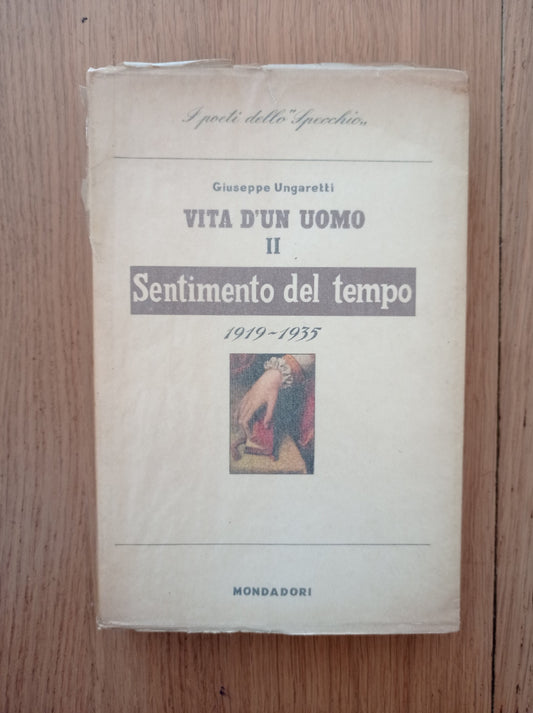 I poeti dello "Specchio"
Giuseppe Ungaretti
VITA D'UN UOMO
II
Sentimento del tempo
1919-1935
MONDADORI